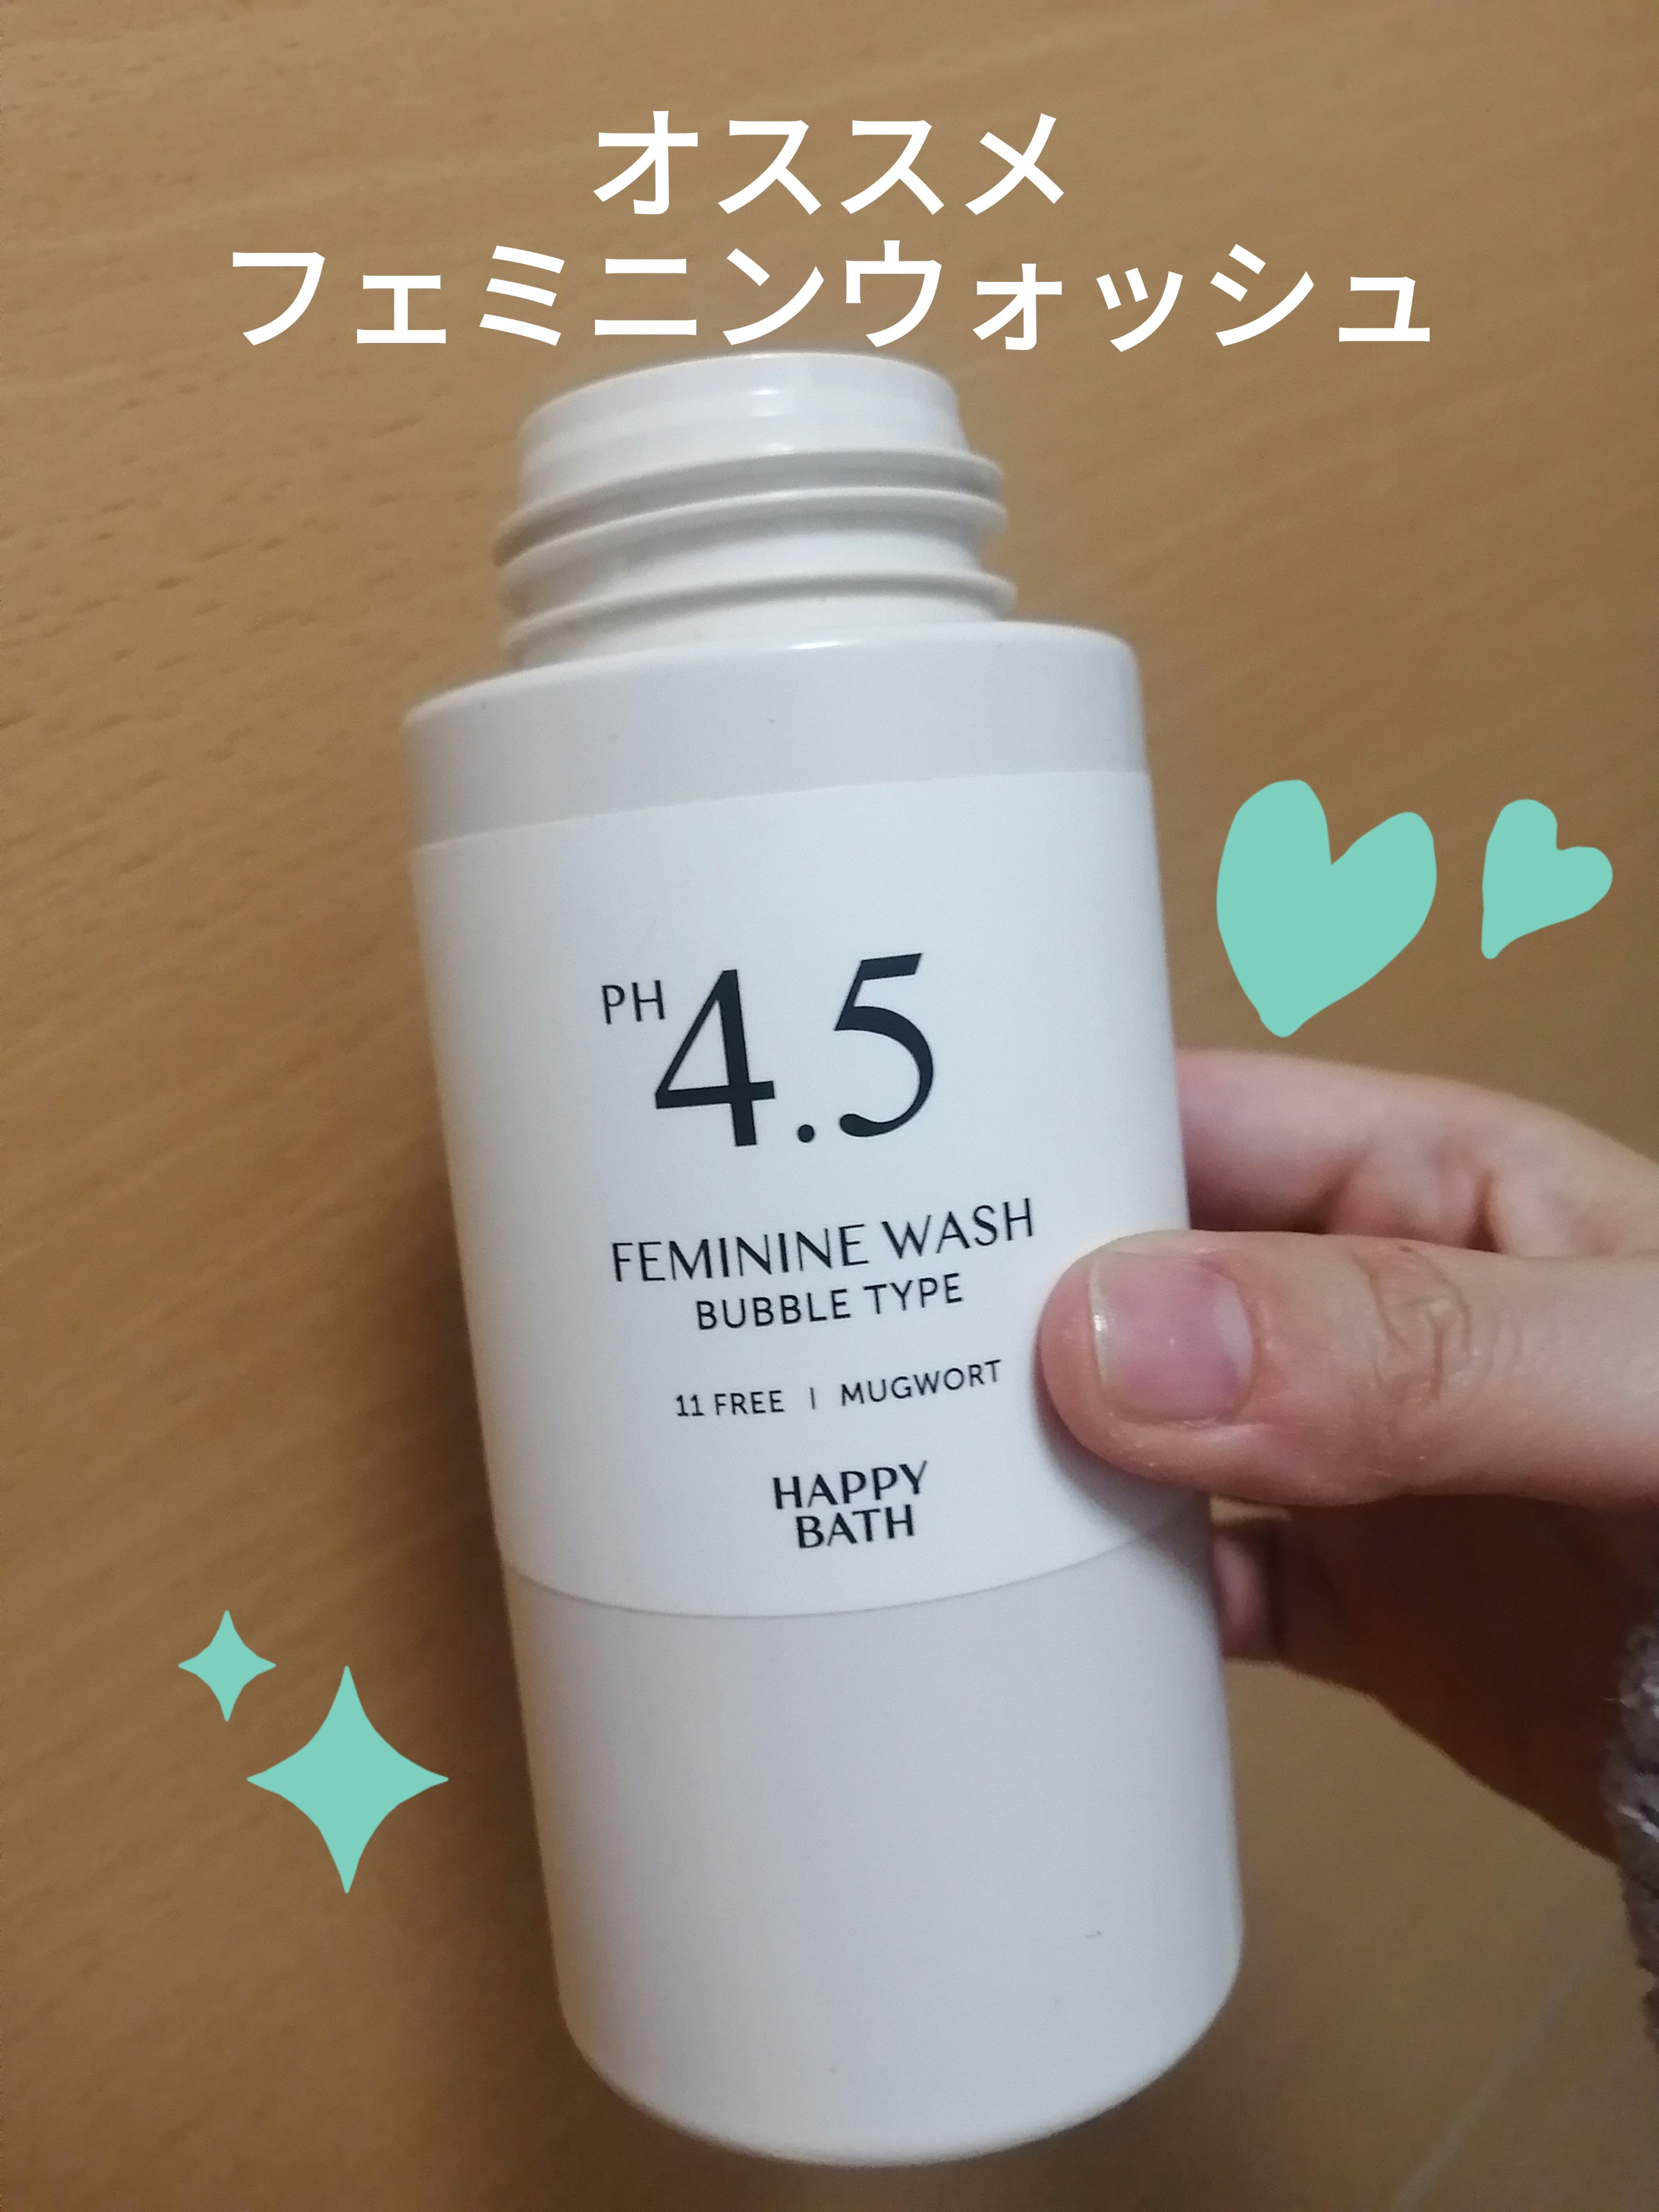 オススメ
フェミニンウォッシュ
PH 4.5
FEMININE WASH
BUBBLE TYPE
11 FREE | MUGWORT
HAPPY
BATH